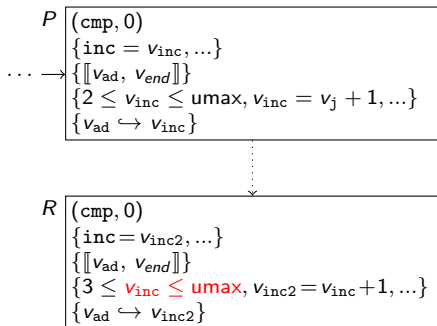 P (cmp, 0)
{inc = v_inc, ...}
··· → {⟦v_ad, v_end⟧}
{2 ≤ v_inc ≤ umax, v_inc = v_j + 1, ...}
{v_ad ↪ v_inc}
R (cmp, 0)
{inc = v_inc2, ...}
{⟦v_ad, v_end⟧}
{3 ≤ v_inc ≤ umax, v_inc2 = v_inc + 1, ...}
{v_ad ↪ v_inc2}